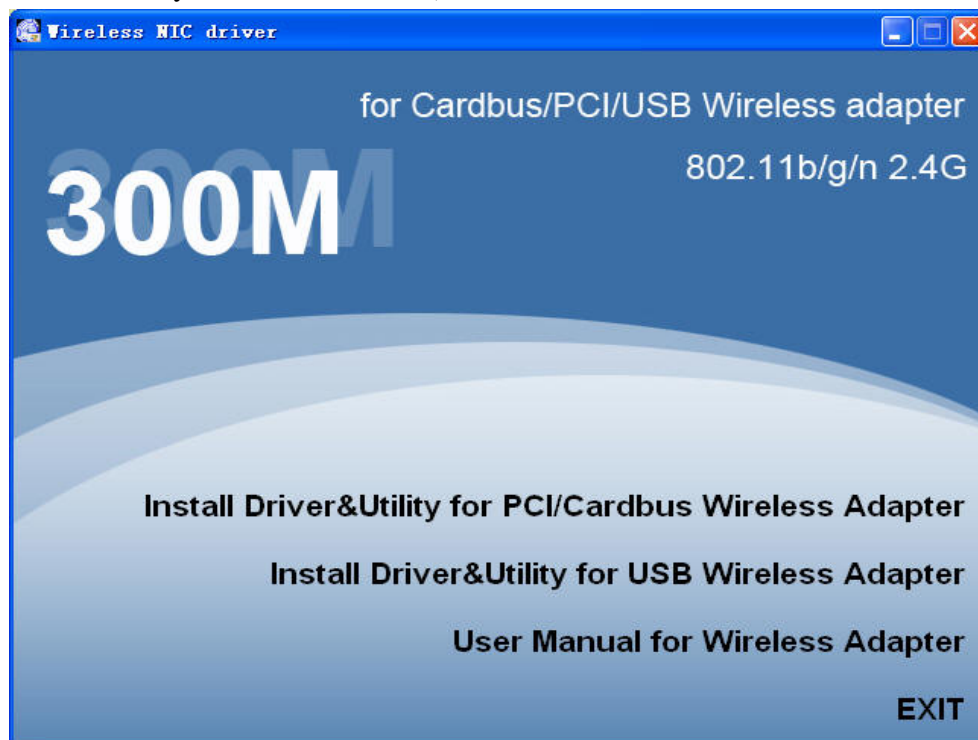 Wireless NIC driver
for Cardbus/PCI/USB Wireless adapter
802.11b/g/n 2.4G
300M
Install Driver&Utility for PCI/Cardbus Wireless Adapter
Install Driver&Utility for USB Wireless Adapter
User Manual for Wireless Adapter
EXIT